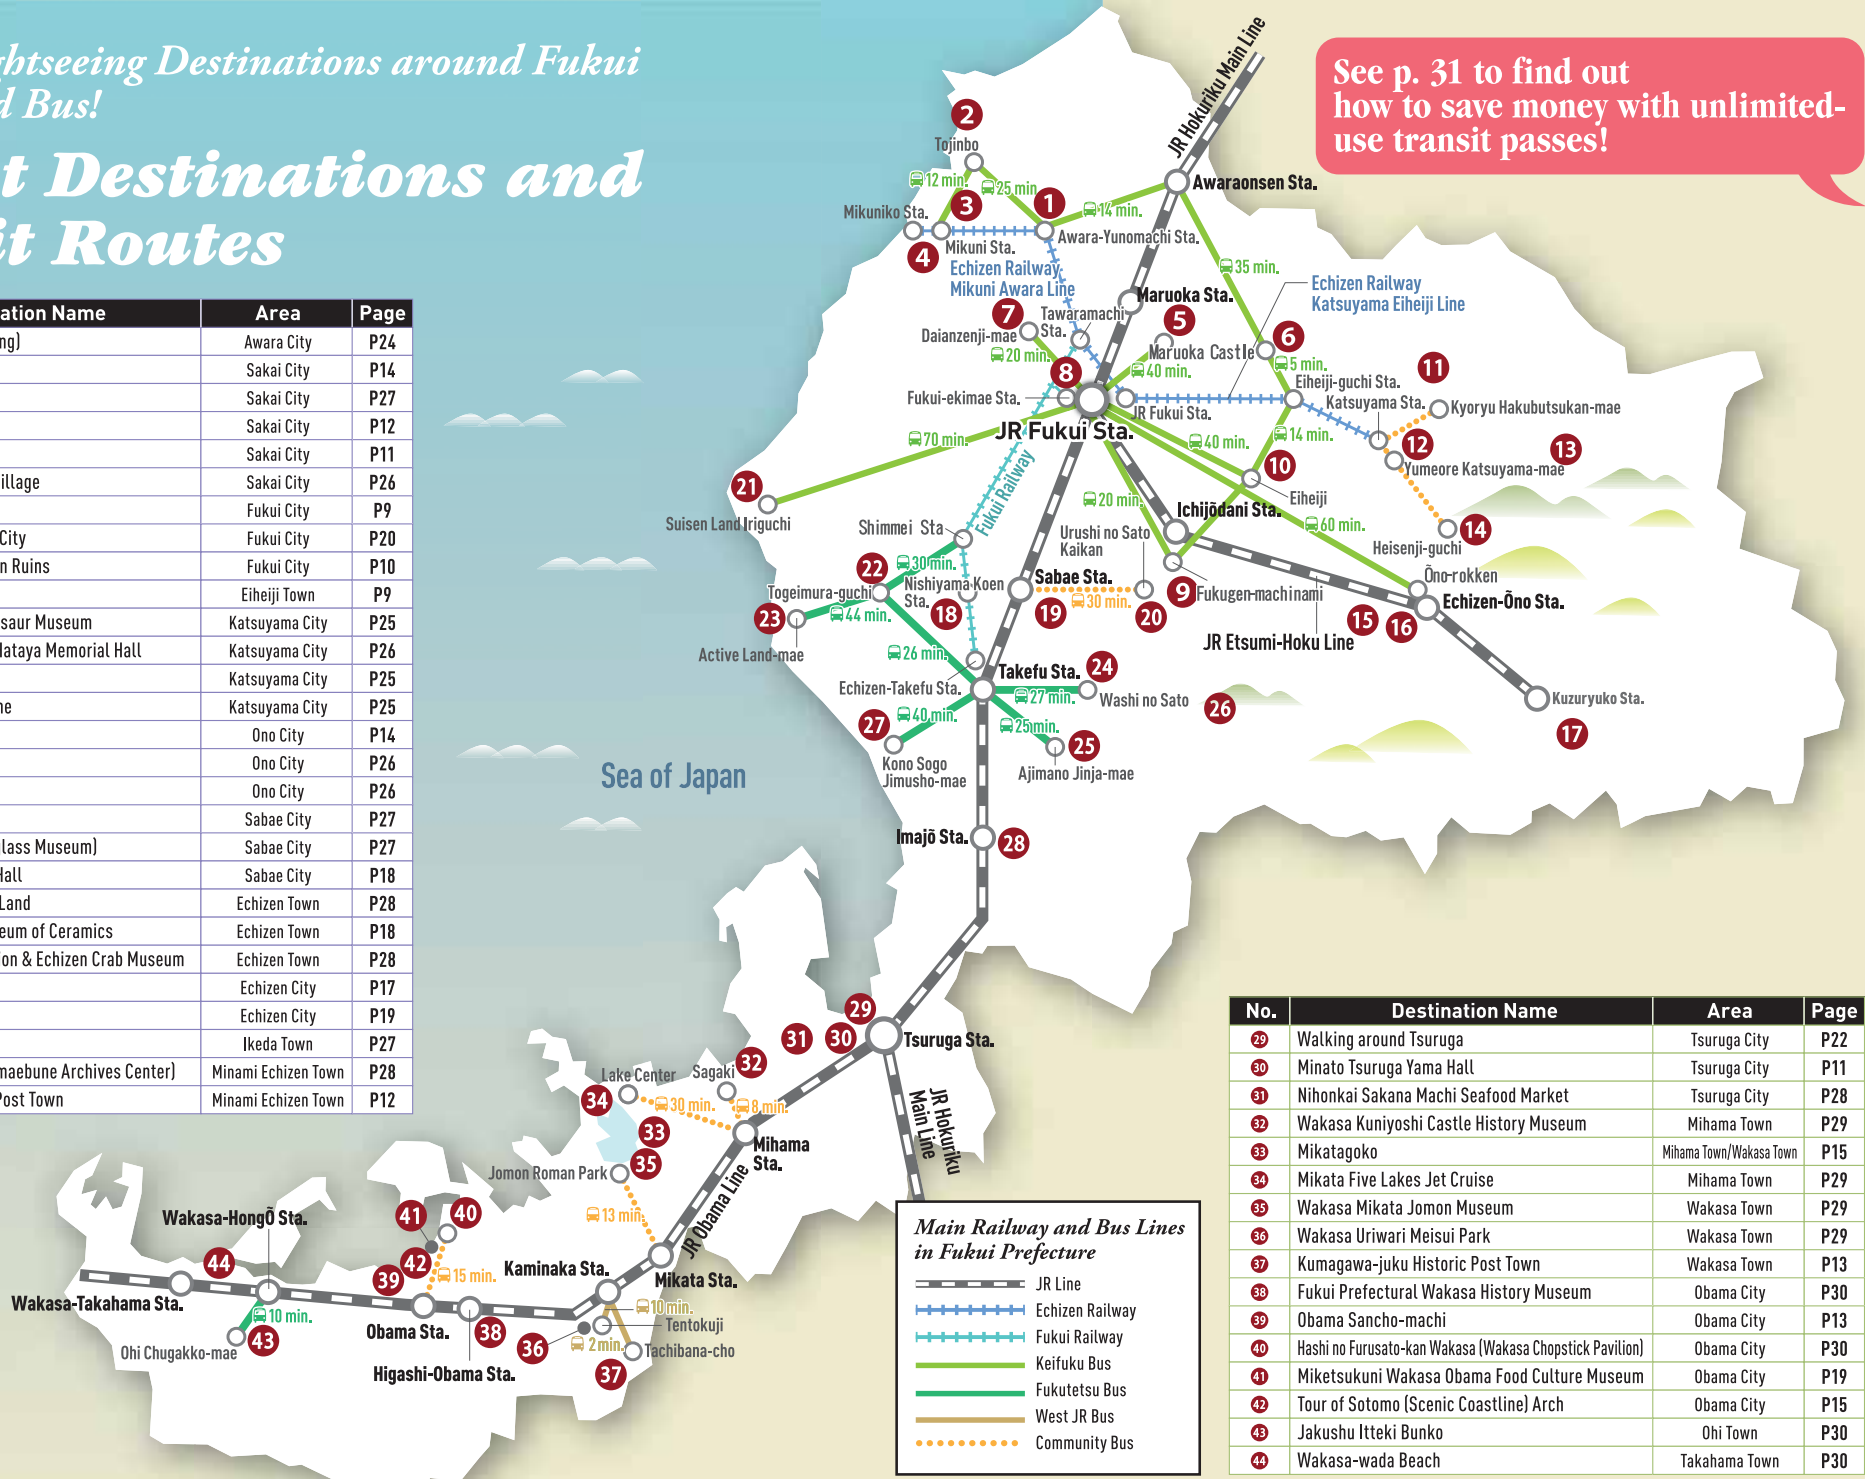 ghtseeing Destinations around Fukui
d Bus!
t Destinations and
it Routes
ation Name Area Page
ng) Awara City P24
Sakai City P14
Sakai City P27
Sakai City P12
Sakai City P11
illage Sakai City P26
Fukui City P9
City Fukui City P20
n Ruins Fukui City P10
Eiheiji Town P9
saur Museum Katsuyama City P25
Hataya Memorial Hall Katsuyama City P26
Katsuyama City P25
ne Katsuyama City P25
Ono City P14
Ono City P26
Ono City P26
Sabae City P27
lass Museum) Sabae City P27
Hall Sabae City P18
Land Echizen Town P28
eum of Ceramics Echizen Town P18
on & Echizen Crab Museum Echizen Town P28
Echizen City P17
Echizen City P19
Ikeda Town P27
maebune Archives Center) Minami Echizen Town P28
Post Town Minami Echizen Town P12
See p. 31 to find out
how to save money with unlimited-
use transit passes!
JR Hokuriku Main Line
2
Tojinbo
12 min.
25 min.
Awaraonsen Sta.
14 min.
Mikuniko Sta.
3
1
Mikuni Sta.
Awara-Yunomachi Sta.
4
Echizen Railway
Mikuni Awara Line
35 min.
Echizen Railway
Katsuyama Eiheiji Line
Maruoka Sta.
7
Tawaramachi
Sta.
5
Daianzenji-mae
20 min.
Maruoka Castle
6
5 min.
40 min.
8
Eiheiji-guchi Sta.
11
Fukui-ekimae Sta.
JR Fukui Sta.
Katsuyama Sta.
Kyoryu Hakubutsukan-mae
JR Fukui Sta.
70 min.
40 min.
14 min.
12
13
Yumeore Katsuyama-mae
10
Eiheiji
21
Suisen Land Iriguchi
Fukui Railway
20 min.
Ichijōdani Sta.
60 min.
14
Heisenji-guchi
Shimmei Sta
Urushi no Sato
Kaikan
30 min.
22
Togeimura-guchi
Nishiyama-Koen
Sta.
18
Sabae Sta.
30 min.
19
20
9
Fukugen-machinami
Ōno-rokken
Echizen-Ōno Sta.
15
16
JR Etsumi-Hoku Line
23
44 min.
Active Land-mae
26 min.
Echizen-Takefu Sta.
Takefu Sta.
24
27 min.
Washi no Sato
26
Kuzuryuko Sta.
17
27
40 min.
25 min.
25
Kono Sogo
Jimusho-mae
Ajimano Jinja-mae
Sea of Japan
Imajō Sta.
28
29
31
30
Tsuruga Sta.
32
Sagaki
Lake Center
34
30 min.
8 min.
33
Mihama
Sta.
JR Hokuriku
Main Line
35
Jomon Roman Park
13 min.
JR Obama Line
Mikata Sta.
Kaminaka Sta.
41
40
42
39
15 min.
Wakasa-HongŌ Sta.
44
Wakasa-Takahama Sta.
10 min.
43
Ohi Chugakko-mae
Obama Sta.
38
Higashi-Obama Sta.
36
10 min.
Tentokuji
2 min.
Tachibana-cho
37
Main Railway and Bus Lines
in Fukui Prefecture
JR Line
Echizen Railway
Fukui Railway
Keifuku Bus
Fukutetsu Bus
West JR Bus
Community Bus
No. Destination Name Area Page
29 Walking around Tsuruga Tsuruga City P22
30 Minato Tsuruga Yama Hall Tsuruga City P11
31 Nihonkai Sakana Machi Seafood Market Tsuruga City P28
32 Wakasa Kuniyoshi Castle History Museum Mihama Town P29
33 Mikatagoko Mihama Town/Wakasa Town P15
34 Mikata Five Lakes Jet Cruise Mihama Town P29
35 Wakasa Mikata Jomon Museum Wakasa Town P29
36 Wakasa Uriwari Meisui Park Wakasa Town P29
37 Kumagawa-juku Historic Post Town Wakasa Town P13
38 Fukui Prefectural Wakasa History Museum Obama City P30
39 Obama Sancho-machi Obama City P13
40 Hashi no Furusato-kan Wakasa (Wakasa Chopstick Pavilion) Obama City P30
41 Miketsukuni Wakasa Obama Food Culture Museum Obama City P19
42 Tour of Sotomo (Scenic Coastline) Arch Obama City P15
43 Jakushu Itteki Bunko Ohi Town P30
44 Wakasa-wada Beach Takahama Town P30